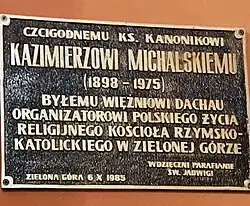 CZCIGODNEMU KS. KANONIKOWI
KAZIMIERZOWI MICHALSKIEMU
(1898 - 1975)
BYŁEMU WIĘŹNIOWI DACHAU
ORGANIZATOROWI POLSKIEGO ŻYCIA
RELIGIJNEGO KOŚCIOŁA RZYMSKO-
KATOLICKIEGO W ZIELONEJ GÓRZE
WDZIĘCZNI PARAFIANIE
ŚW. JADWIGI
ZIELONA GÓRA 6 X 1985